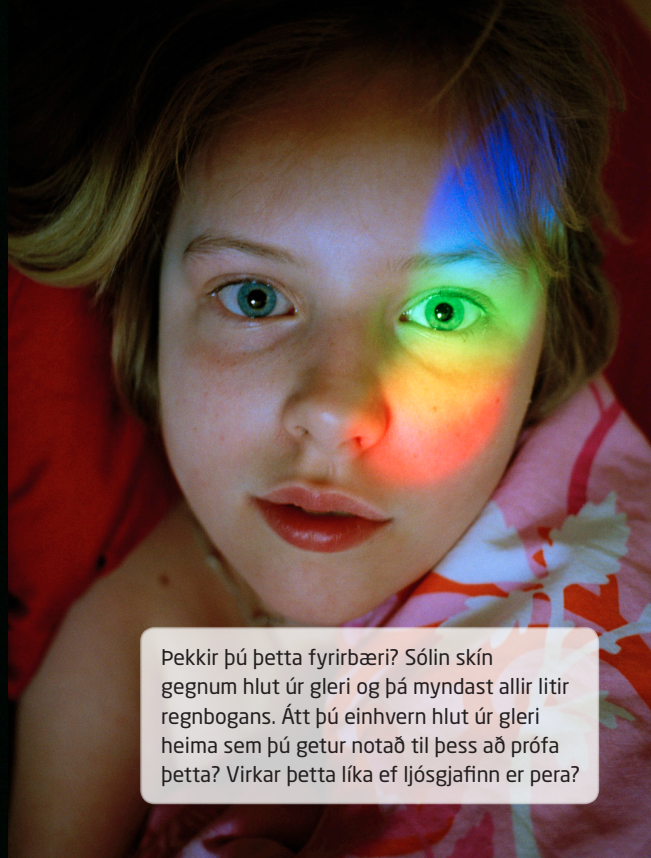 Þekkir þú þetta fyrirbæri? Sólin skín
gegnum hlut úr gleri og þá myndast allir litir
regnbogans. Átt þú einhvern hlut úr gleri
heima sem þú getur notað til þess að prófa
þetta? Virkar þetta líka ef ljósgjafinn er pera?